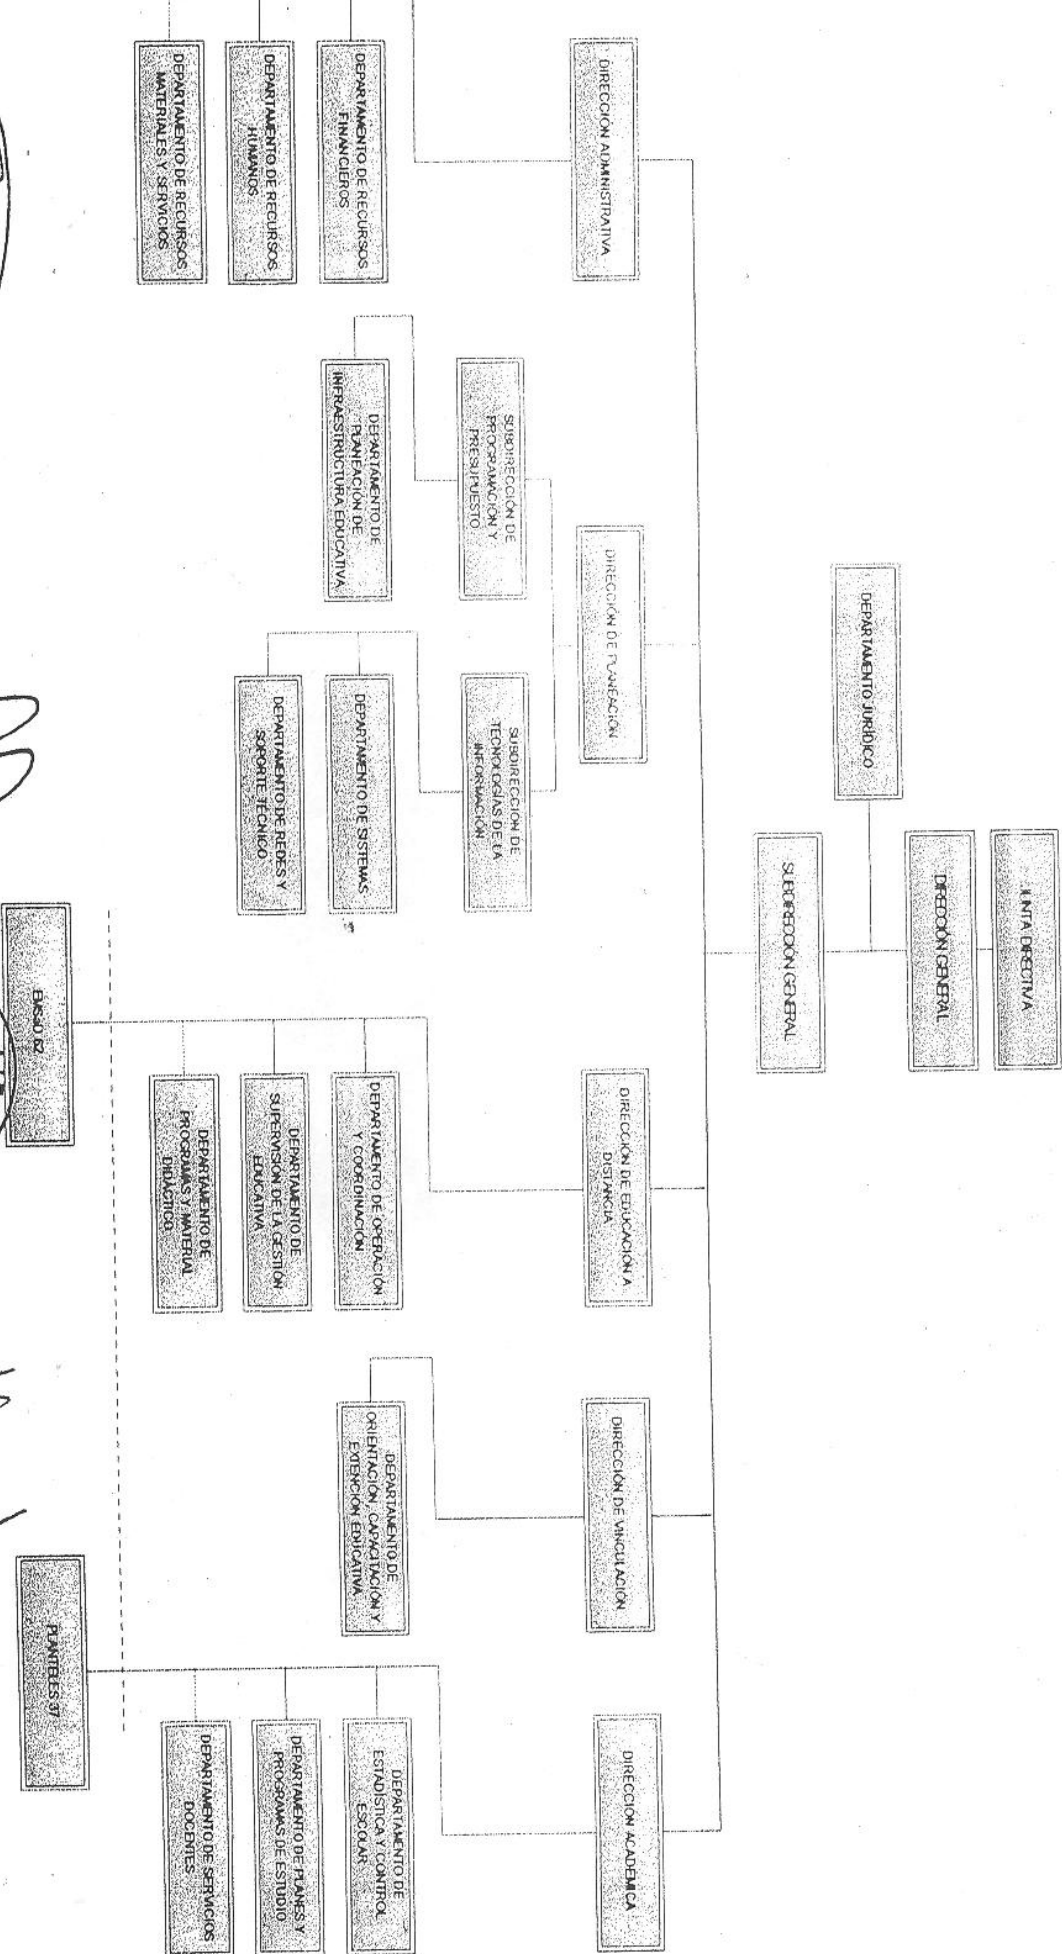 JUNTA DIRECTIVA
DIRECCIÓN GENERAL
DEPARTAMENTO JURÍDICO
SUBDIRECCIÓN GENERAL
DIRECCIÓN ADMINISTRATIVA
DEPARTAMENTO DE RECURSOS
FINANCIEROS
DEPARTAMENTO DE RECURSOS
HUMANOS
DEPARTAMENTO DE RECURSOS
MATERIALES Y SERVICIOS
DIRECCIÓN DE PLANEACIÓN
SUBDIRECCIÓN DE
PROGRAMACIÓN Y
PRESUPUESTO
DEPARTAMENTO DE
PLANEACIÓN DE
INFRAESTRUCTURA EDUCATIVA
SUBDIRECCIÓN DE
TECNOLOGÍAS DE LA
INFORMACIÓN
DEPARTAMENTO DE SISTEMAS
DEPARTAMENTO DE REDES Y
SOPORTE TÉCNICO
DIRECCIÓN DE EDUCACIÓN A
DISTANCIA
DEPARTAMENTO DE OPERACIÓN
Y COORDINACIÓN
DEPARTAMENTO DE
SUPERVISIÓN DE LA GESTIÓN
EDUCATIVA
DEPARTAMENTO DE
PROGRAMAS Y MATERIAL
DIDÁCTICO
EMSaD 62
DIRECCIÓN DE VINCULACIÓN
DEPARTAMENTO DE
ORIENTACIÓN, CAPACITACIÓN Y
EXTENCIÓN EDUCATIVA
DIRECCION ACADEMICA
DEPARTAMENTO DE
ESTADÍSTICA Y CONTROL
ESCOLAR
DEPARTAMENTO DE PLANES Y
PROGRAMAS DE ESTUDIO
DEPARTAMENTO DE SERVICIOS
DOCENTES
PLANTELES 37